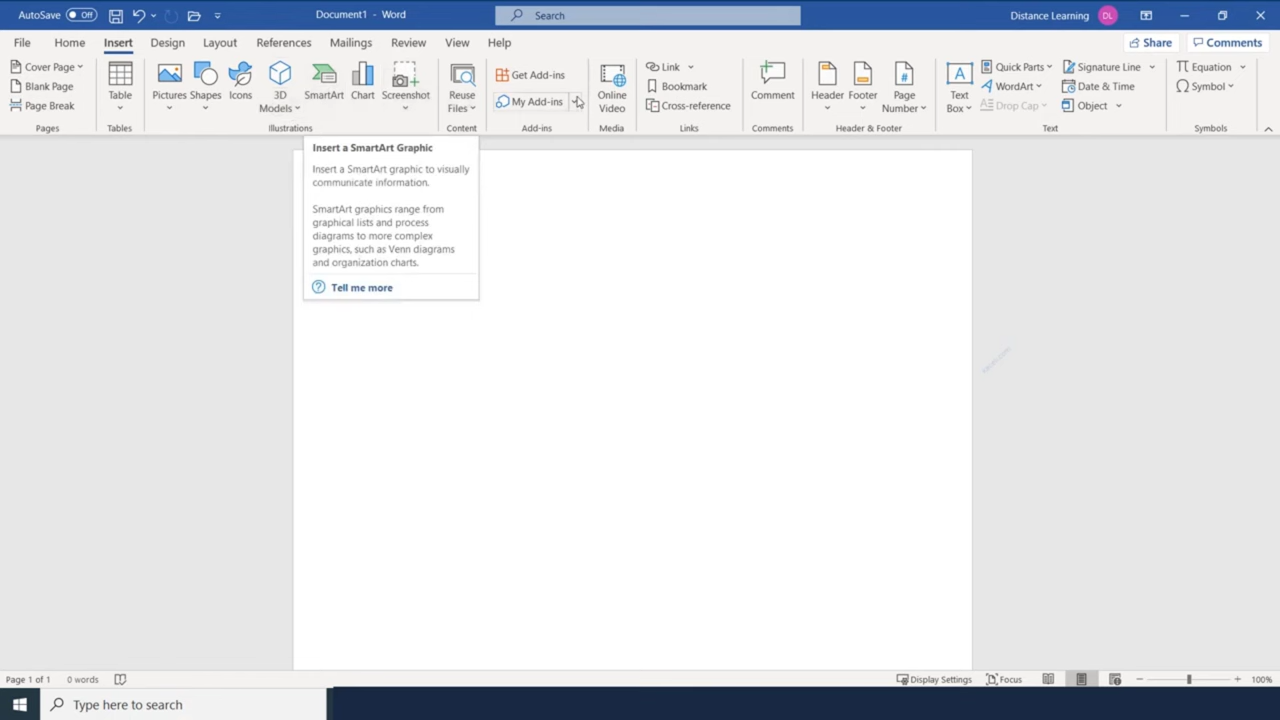 AutoSave Off Document1 - Word Search Distance Learning DL
File Home Insert Design Layout References Mailings Review View Help Share Comments
Cover Page
Blank Page
Page Break
Pages
Table
Tables
Pictures Shapes Icons 3D Models SmartArt Chart Screenshot
Illustrations
Reuse Files
Content
Get Add-ins
My Add-ins
Add-ins
Online Video
Media
Link
Bookmark
Cross-reference
Links
Comment
Comments
Header Footer Page Number
Header & Footer
Text Box
Quick Parts
WordArt
Drop Cap
Signature Line
Date & Time
Object
Text
Equation
Symbol
Symbols
Insert a SmartArt Graphic
Insert a SmartArt graphic to visually
communicate information.
SmartArt graphics range from
graphical lists and process
diagrams to more complex
graphics, such as Venn diagrams
and organization charts.
Tell me more
Page 1 of 1 0 words Display Settings Focus 100%
Type here to search